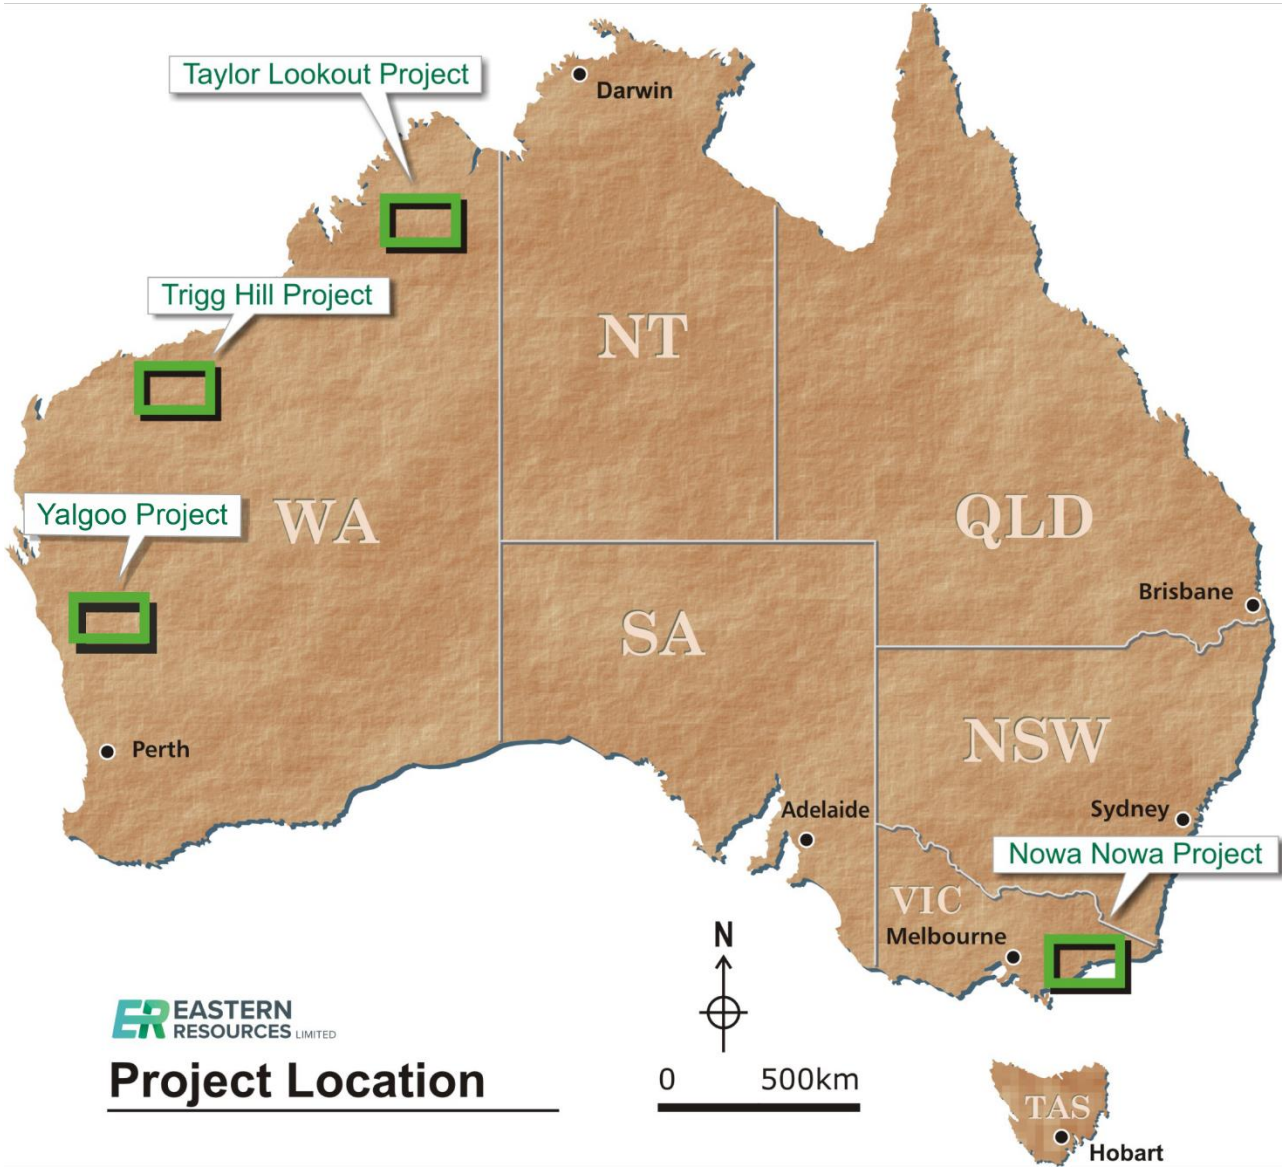 Taylor Lookout Project
Darwin
Trigg Hill Project
NT
Yalgoo Project
WA
QLD
Brisbane
SA
NSW
Perth
Adelaide
Sydney
Nowa Nowa Project
VIC
Melbourne
N
ER EASTERN
RESOURCES LIMITED
Project Location
0 500km
TAS
Hobart